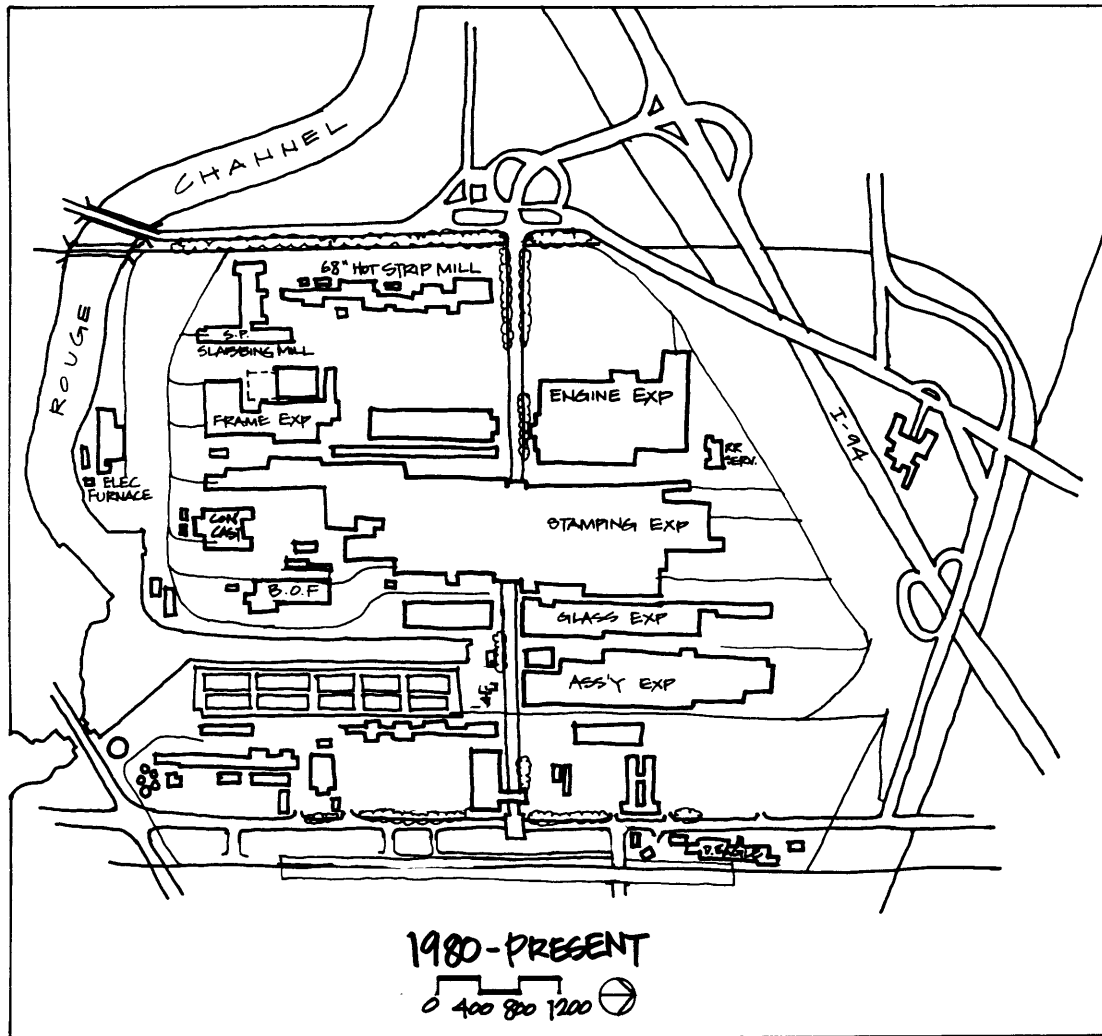 CHANNEL
ROUGE
68" HOT STRIP MILL
S.P.
SLABBING MILL
FRAME EXP
ENGINE EXP
I-94
RR
SERV.
ELEC
FURNACE
CON
CAST
STAMPING EXP
B.O.F
GLASS EXP
ASS'Y EXP
D. EAGLE
1980-PRESENT
0 400 800 1200